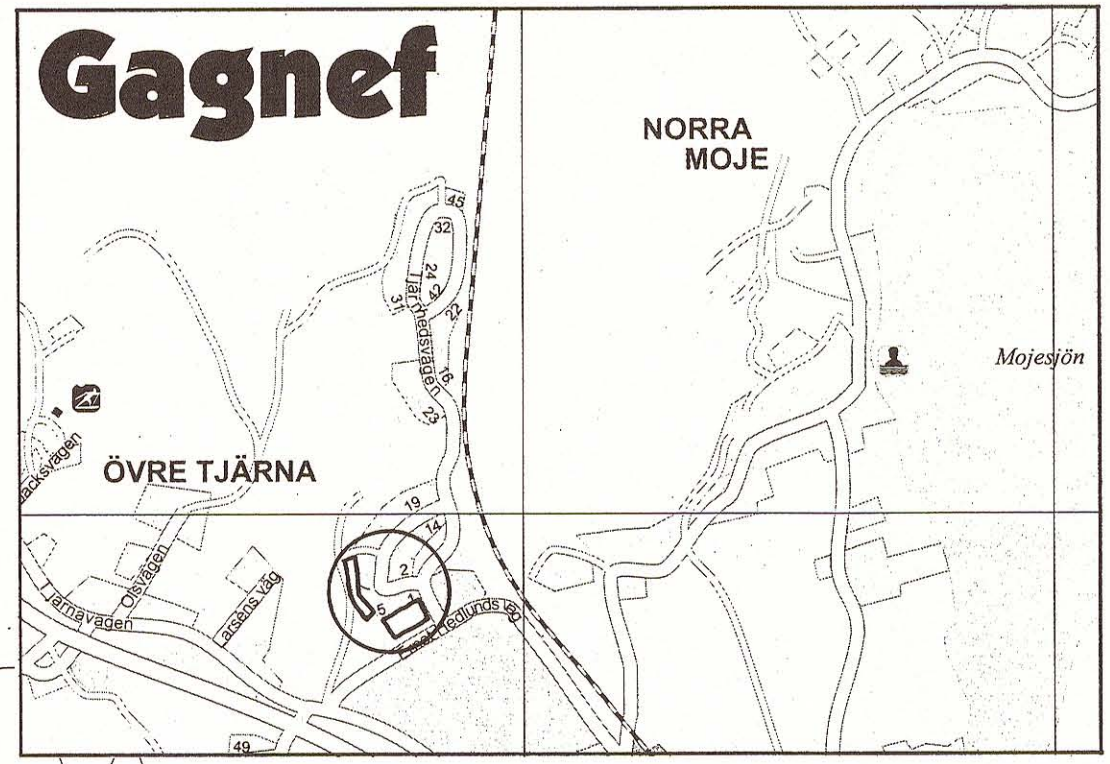 Gagnef
NORRA
MOJE
45
32
24
42
31
22
Tjärnhedsvägen
16
23
Mojesjön
ÖVRE TJÄRNA
19
14
2
1
5
Olsvägen
Larsens väg
Tjärnavägen
Hedlunds väg
49